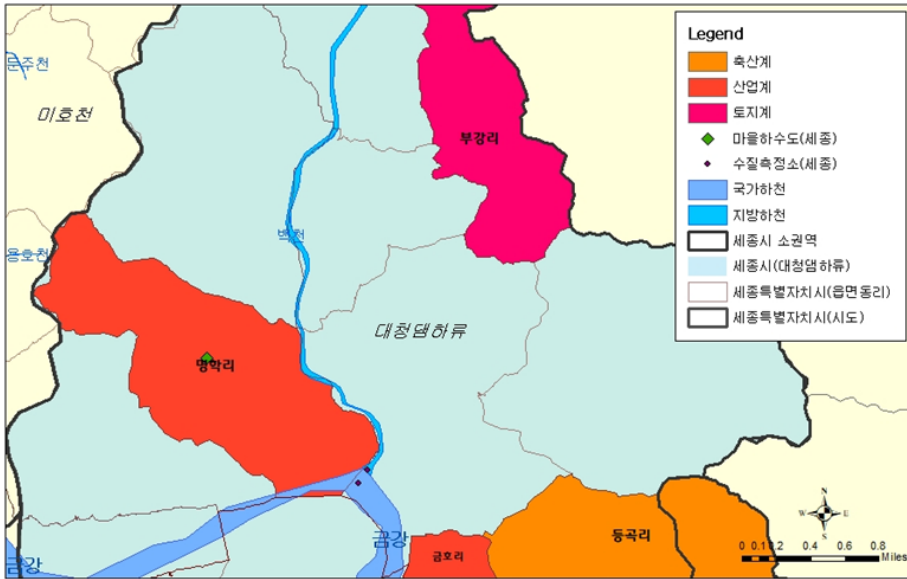 둔주천
미호천
용호천
백천
부강리
대청댐하류
명학리
금강
금강
금호리
등곡리
Legend
축산계
산업계
토지계
마을하수도(세종)
수질측정소(세종)
국가하천
지방하천
세종시 소권역
세종시(대청댐하류)
세종특별자치시(읍면동리)
세종특별자치시(시도)
N
W E
S
0 0.1 0.2 0.4 0.6 0.8
Miles